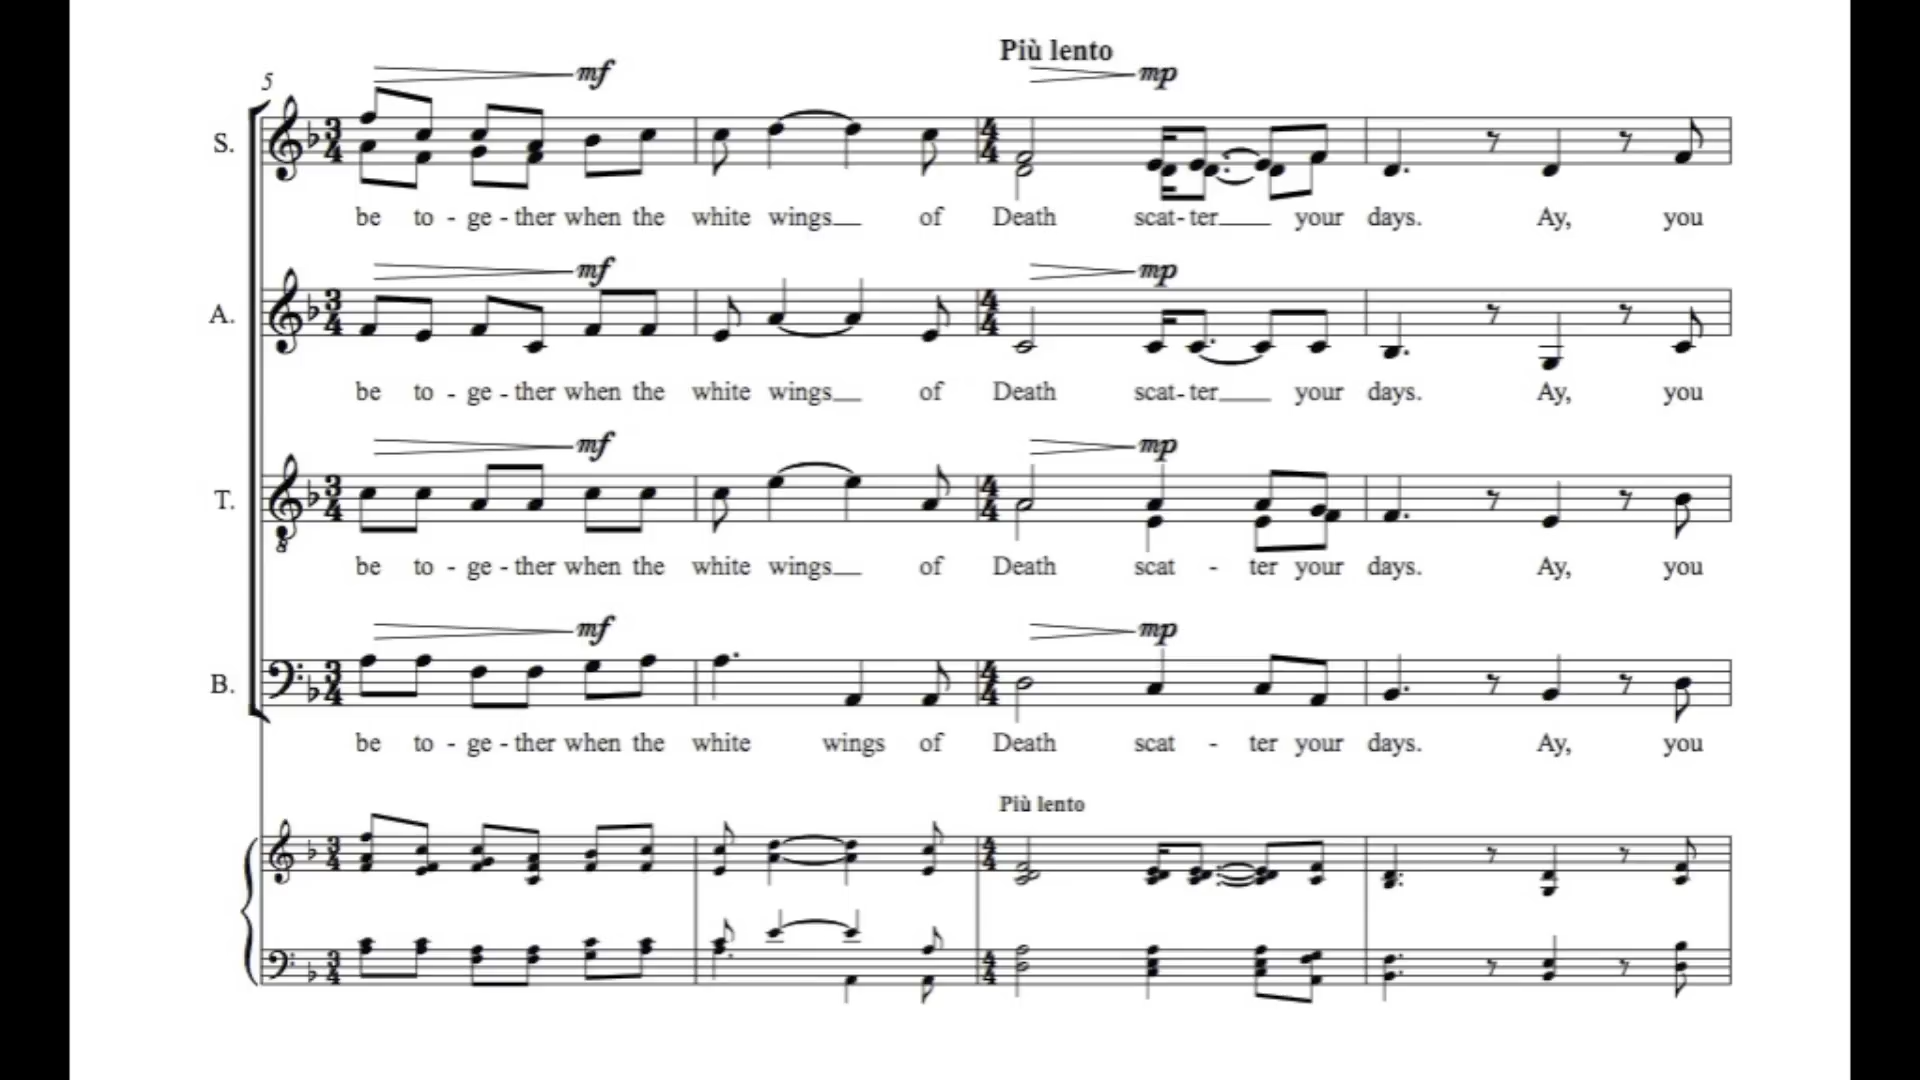 Più lento
5 mf mp
S.
be to - ge - ther when the white wings of Death scat - ter your days. Ay, you
mf mp
A.
be to - ge - ther when the white wings of Death scat - ter your days. Ay, you
mf mp
T.
8
be to - ge - ther when the white wings of Death scat - ter your days. Ay, you
mf mp
B.
be to - ge - ther when the white wings of Death scat - ter your days. Ay, you
Più lento